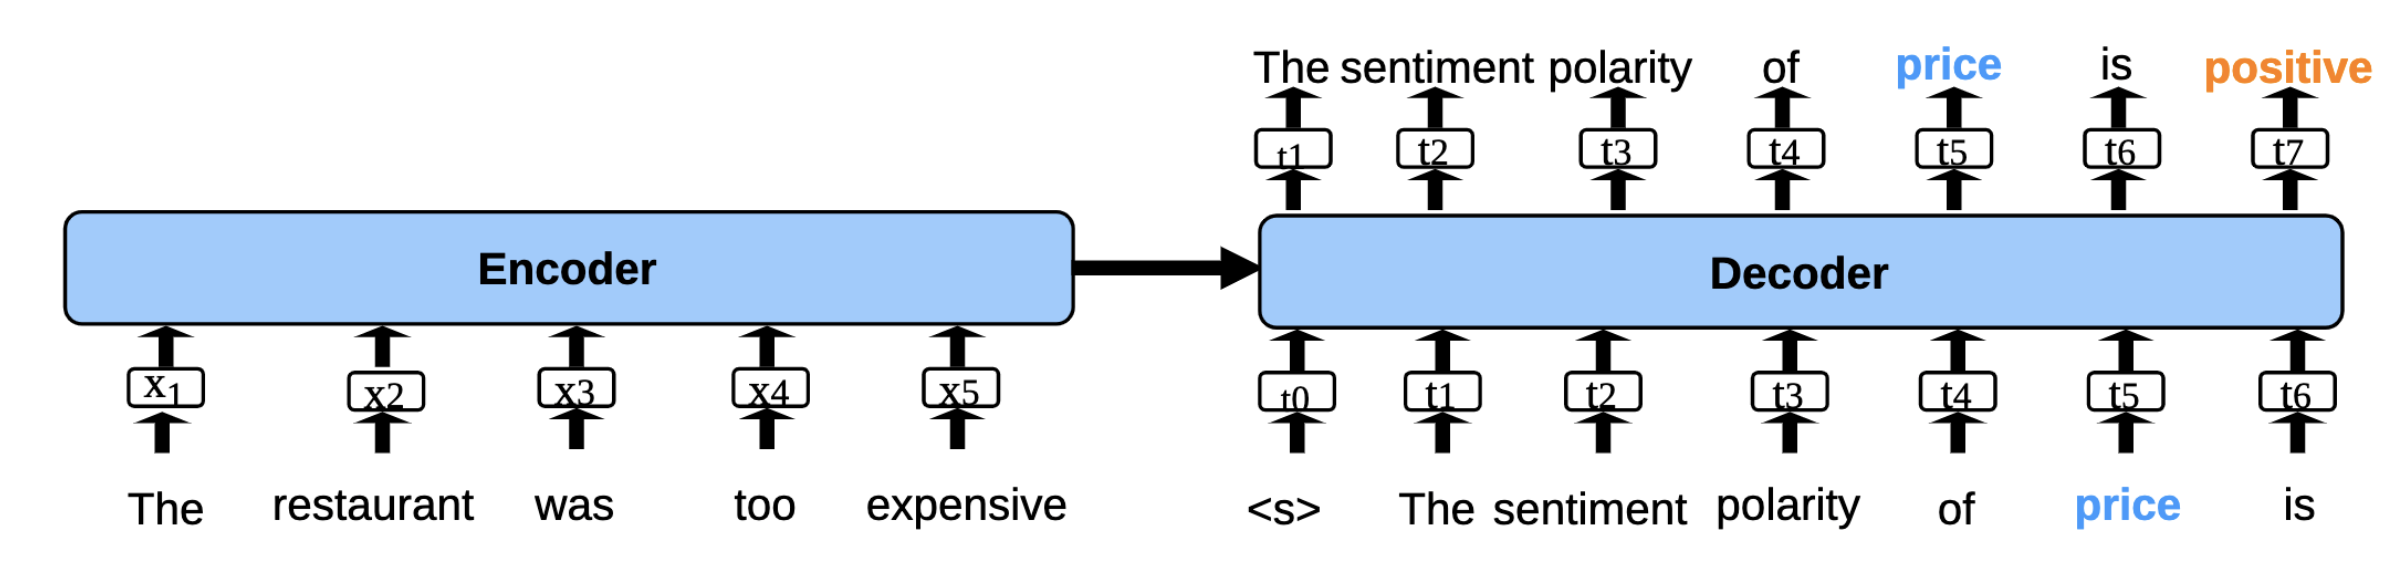 The sentiment polarity of price is positive
t1 t2 t3 t4 t5 t6 t7
Encoder
Decoder
x1 x2 x3 x4 x5
t0 t1 t2 t3 t4 t5 t6
The restaurant was too expensive
<s> The sentiment polarity of price is